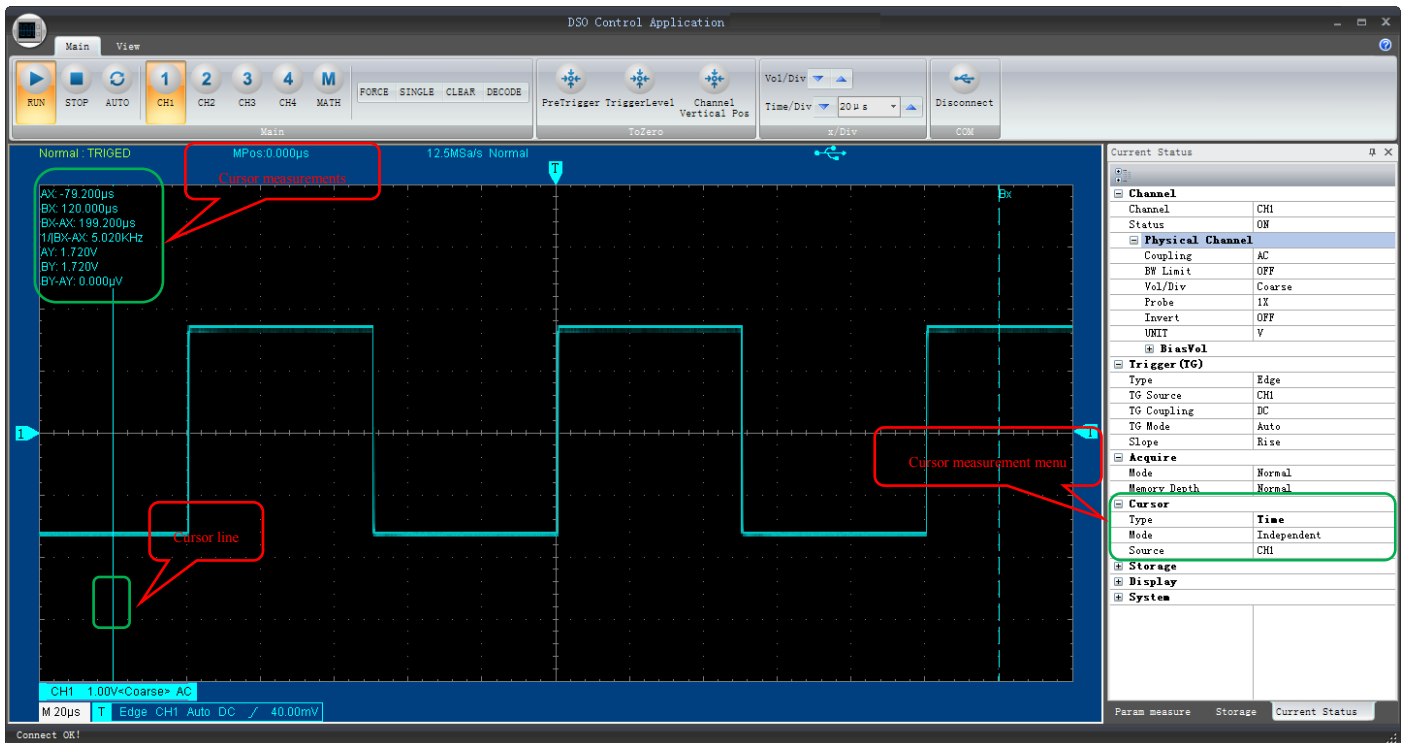 DSO Control Application
Main View
RUN STOP AUTO CH1 CH2 CH3 CH4 MATH
1 2 3 4 M
FORCE SINGLE CLEAR DECODE
PreTrigger TriggerLevel Channel Vertical Pos
Vol/Div
Time/Div 20μs
Disconnect
Main ToZero x/Div COM
Normal : TRIGED MPos:0.000μs 12.5MSa/s Normal
T
Cursor measurements
AX: -79.200μs
BX: 120.000μs
BX-AX: 199.200μs
1/|BX-AX: 5.020KHz
AY: 1.720V
BY: 1.720V
BY-AY: 0.000μV
Bx
1
T
Cursor measurement menu
Cursor line
CH1 1.00V<Coarse> AC
M 20μs T Edge CH1 Auto DC 40.00mV
Connect OK!
Current Status
Channel
Channel CH1
Status ON
Physical Channel
Coupling AC
BW Limit OFF
Vol/Div Coarse
Probe 1X
Invert OFF
UNIT V
BiasVol
Trigger(TG)
Type Edge
TG Source CH1
TG Coupling DC
TG Mode Auto
Slope Rise
Acquire
Mode Normal
Memory Depth Normal
Cursor
Type Time
Mode Independent
Source CH1
Storage
Display
System
Param measure Storage Current Status